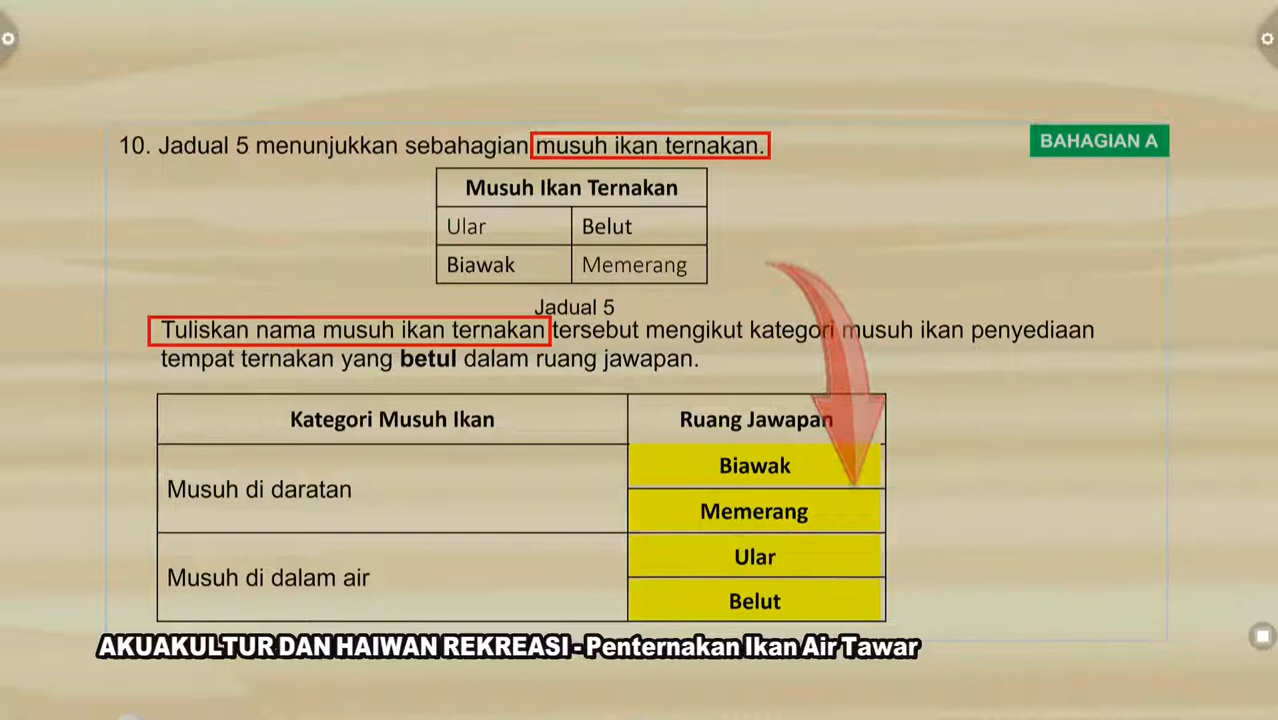 BAHAGIAN A
10. Jadual 5 menunjukkan sebahagian musuh ikan ternakan.
Musuh Ikan Ternakan
Ular Belut
Biawak Memerang
Jadual 5
Tuliskan nama musuh ikan ternakan tersebut mengikut kategori musuh ikan penyediaan
tempat ternakan yang betul dalam ruang jawapan.
Kategori Musuh Ikan Ruang Jawapan
Musuh di daratan
Biawak
Memerang
Musuh di dalam air
Ular
Belut
AKUAKULTUR DAN HAIWAN REKREASI - Penternakan Ikan Air Tawar